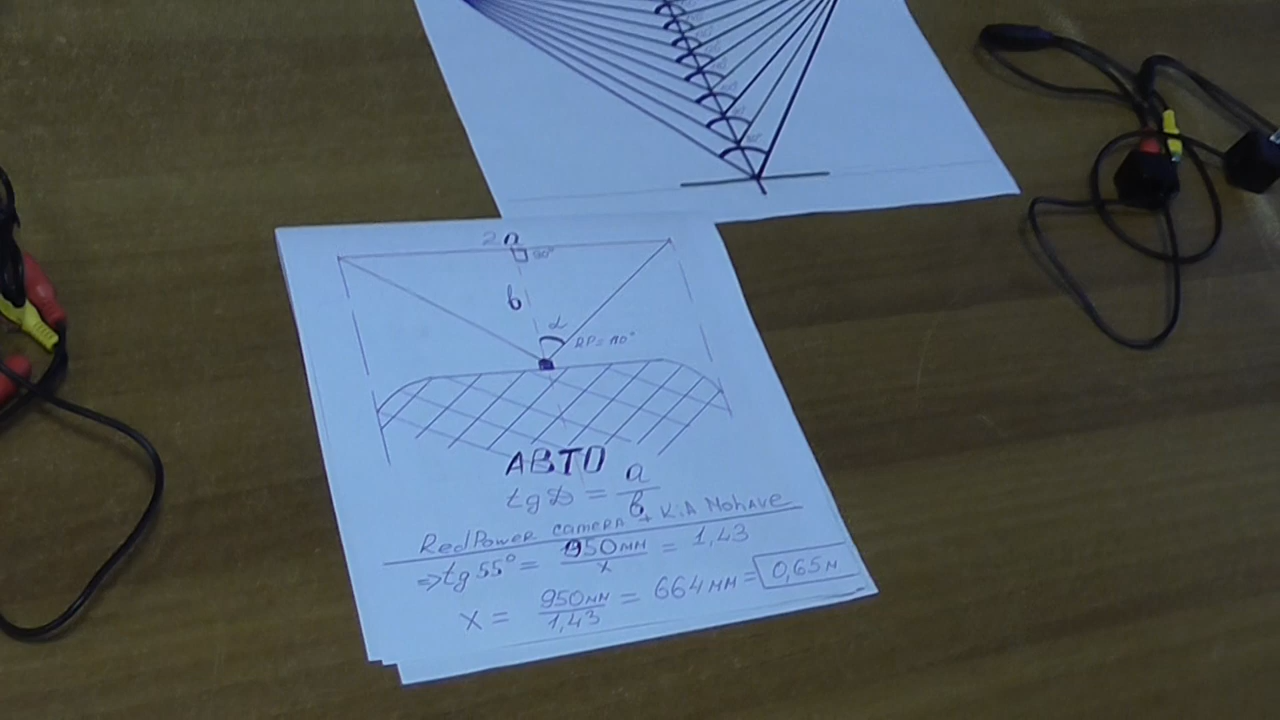 2a
90°
в
α
RP = 110°
АВТО
tg α = a/в
RedPower camera + KIA Mohave
⇒ tg 55° = 950мм/x = 1,43
x = 950мм/1,43 = 664мм = 0,65м